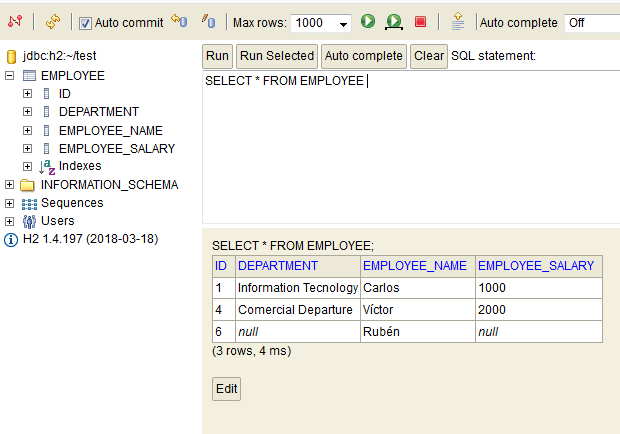 Auto commit Max rows: 1000 Auto complete Off
jdbc:h2:~/test
EMPLOYEE
ID
DEPARTMENT
EMPLOYEE_NAME
EMPLOYEE_SALARY
Indexes
INFORMATION_SCHEMA
Sequences
Users
H2 1.4.197 (2018-03-18)
Run Run Selected Auto complete Clear SQL statement:
SELECT * FROM EMPLOYEE
SELECT * FROM EMPLOYEE;
ID DEPARTMENT EMPLOYEE_NAME EMPLOYEE_SALARY
1 Information Tecnology Carlos 1000
4 Comercial Departure Víctor 2000
6 null Rubén null
(3 rows, 4 ms)
Edit